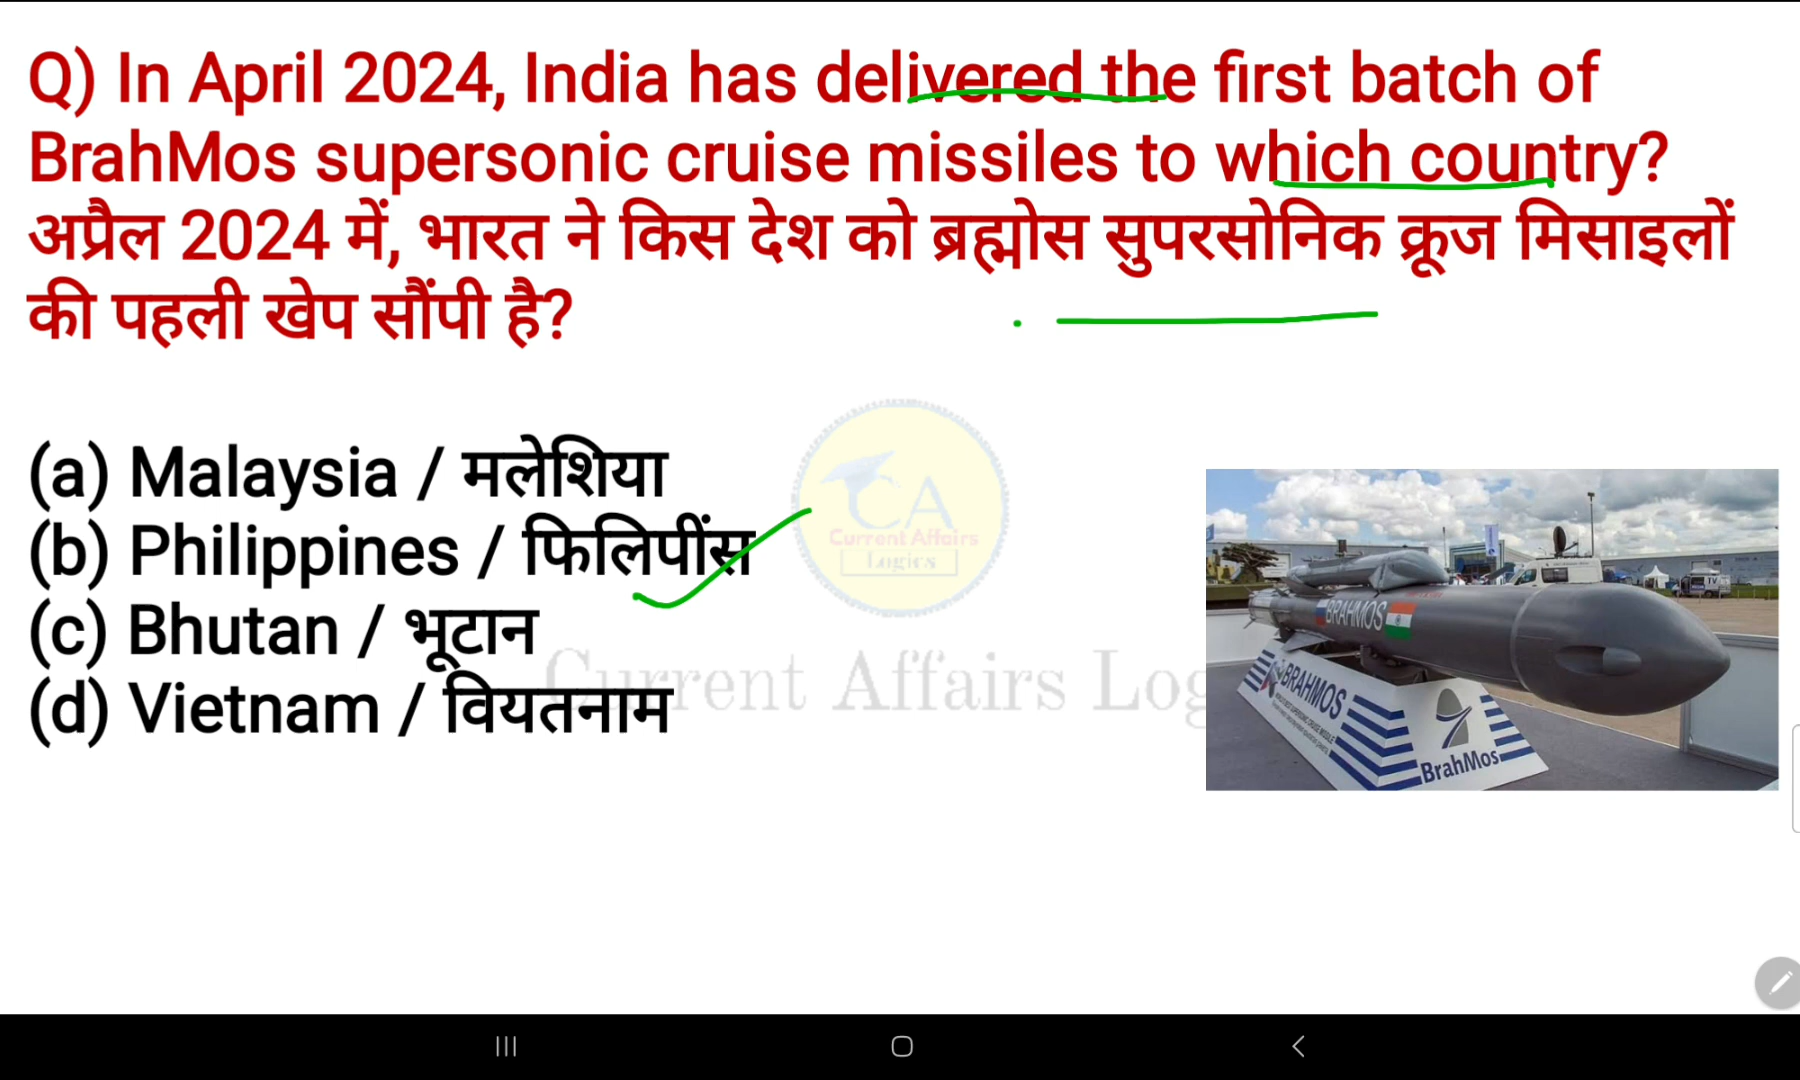 Q) In April 2024, India has delivered the first batch of
BrahMos supersonic cruise missiles to which country?
अप्रैल 2024 में, भारत ने किस देश को ब्रह्मोस सुपरसोनिक क्रूज मिसाइलों
की पहली खेप सौंपी है?
(a) Malaysia / मलेशिया
(b) Philippines / फिलिपींस
(c) Bhutan / भूटान
(d) Vietnam / वियतनाम
CA
Current Affairs
Logics
Current Affairs Log
BRAHMOS
BRAHMOS
BrahMos
TV